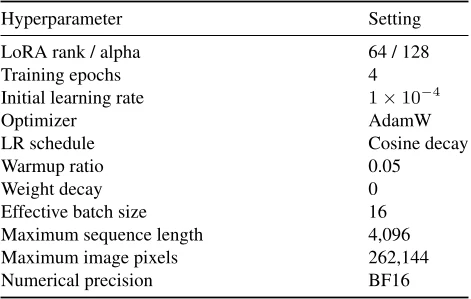 Hyperparameter Setting
LoRA rank / alpha 64 / 128
Training epochs 4
Initial learning rate 1 × 10⁻⁴
Optimizer AdamW
LR schedule Cosine decay
Warmup ratio 0.05
Weight decay 0
Effective batch size 16
Maximum sequence length 4,096
Maximum image pixels 262,144
Numerical precision BF16